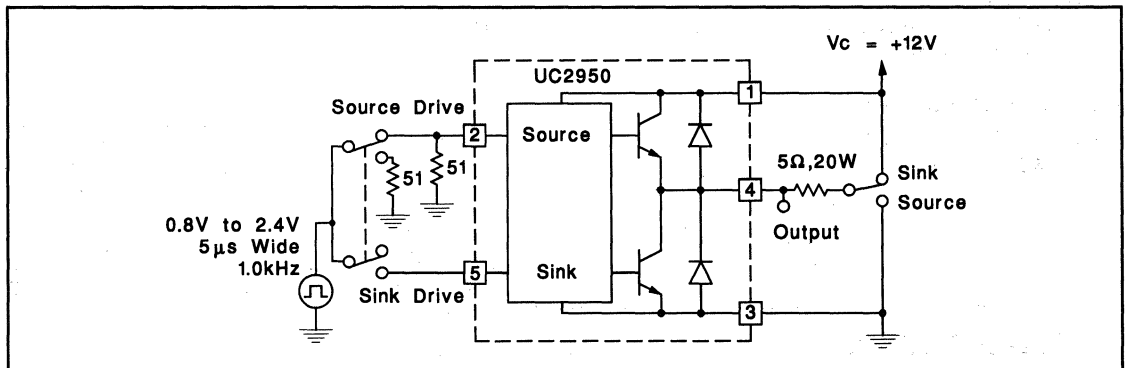 Vc = +12V
UC2950
1
Source Drive
2
Source
51
51
5Ω,20W
Sink
4
Source
Output
0.8V to 2.4V
5µs Wide
1.0kHz
5
Sink
Sink Drive
3